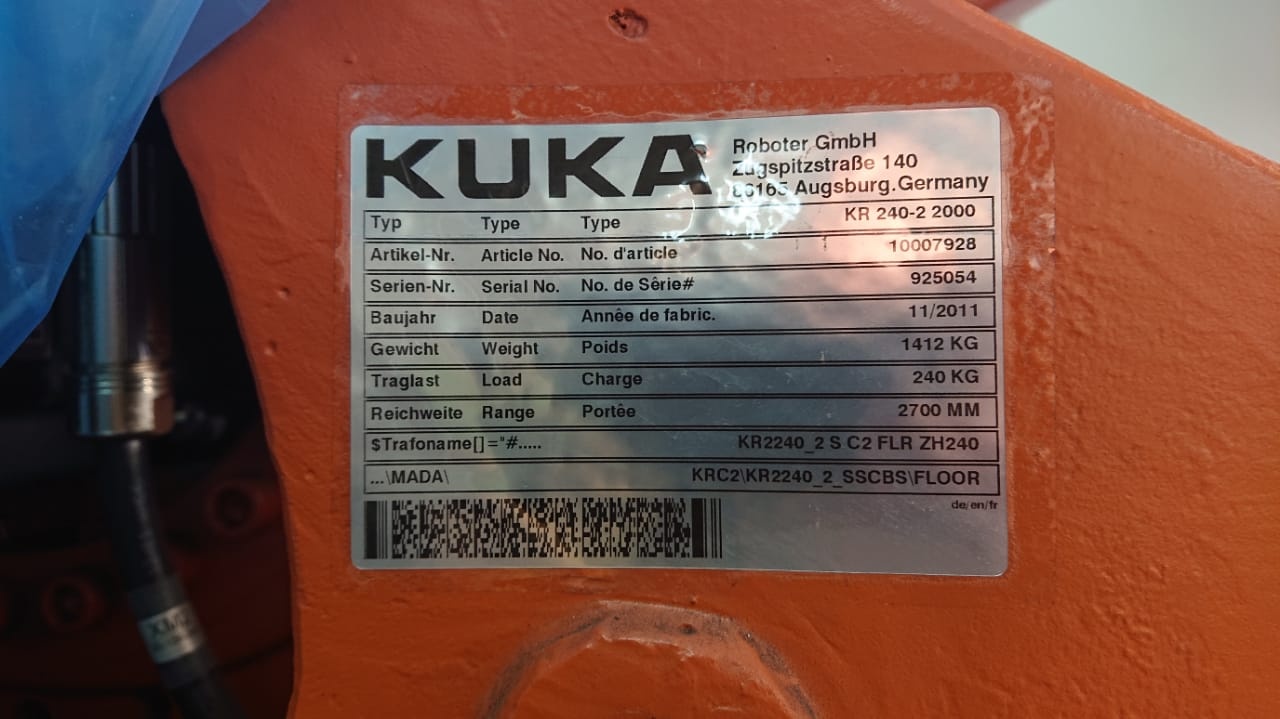 KUKA
Roboter GmbH
Zugspitzstraße 140
86165 Augsburg.Germany
Typ Type Type KR 240-2 2000
Artikel-Nr. Article No. No. d'article 10007928
Serien-Nr. Serial No. No. de Sêrie# 925054
Baujahr Date Annêe de fabric. 11/2011
Gewicht Weight Poids 1412 KG
Traglast Load Charge 240 KG
Reichweite Range Portêe 2700 MM
$Trafoname[]="#..... KR2240_2 S C2 FLR ZH240
...\MADA\ KRC2\KR2240_2_SSCBS\FLOOR
de/en/fr